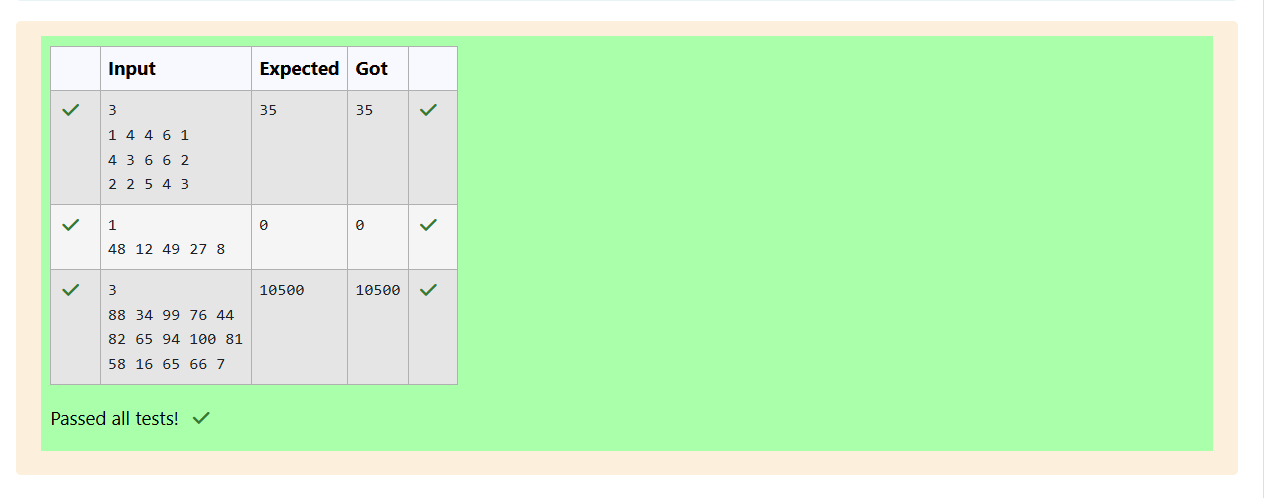 Input Expected Got
3 35 35
1 4 4 6 1
4 3 6 6 2
2 2 5 4 3
1 0 0
48 12 49 27 8
3 10500 10500
88 34 99 76 44
82 65 94 100 81
58 16 65 66 7
Passed all tests!